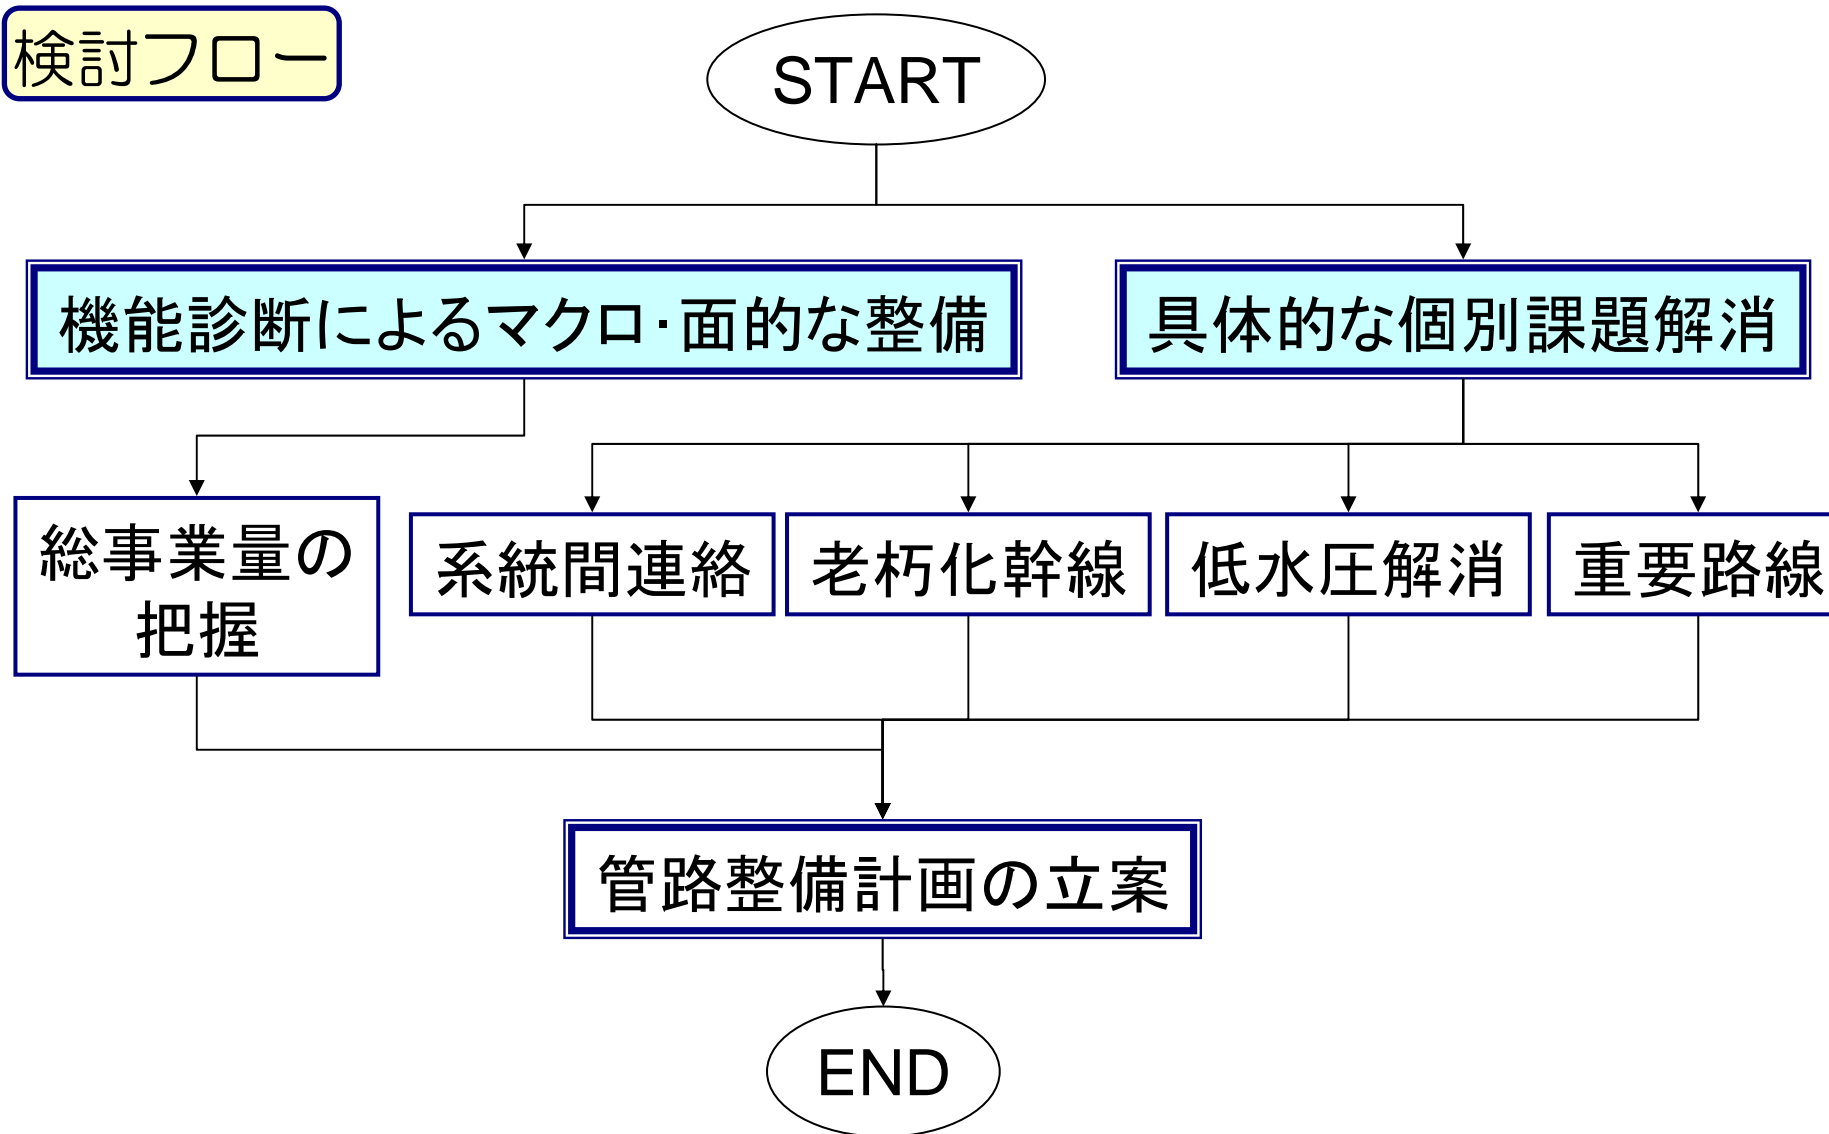 検討フロー
START
機能診断によるマクロ・面的な整備
具体的な個別課題解消
総事業量の
把握
系統間連絡
老朽化幹線
低水圧解消
重要路線
管路整備計画の立案
END